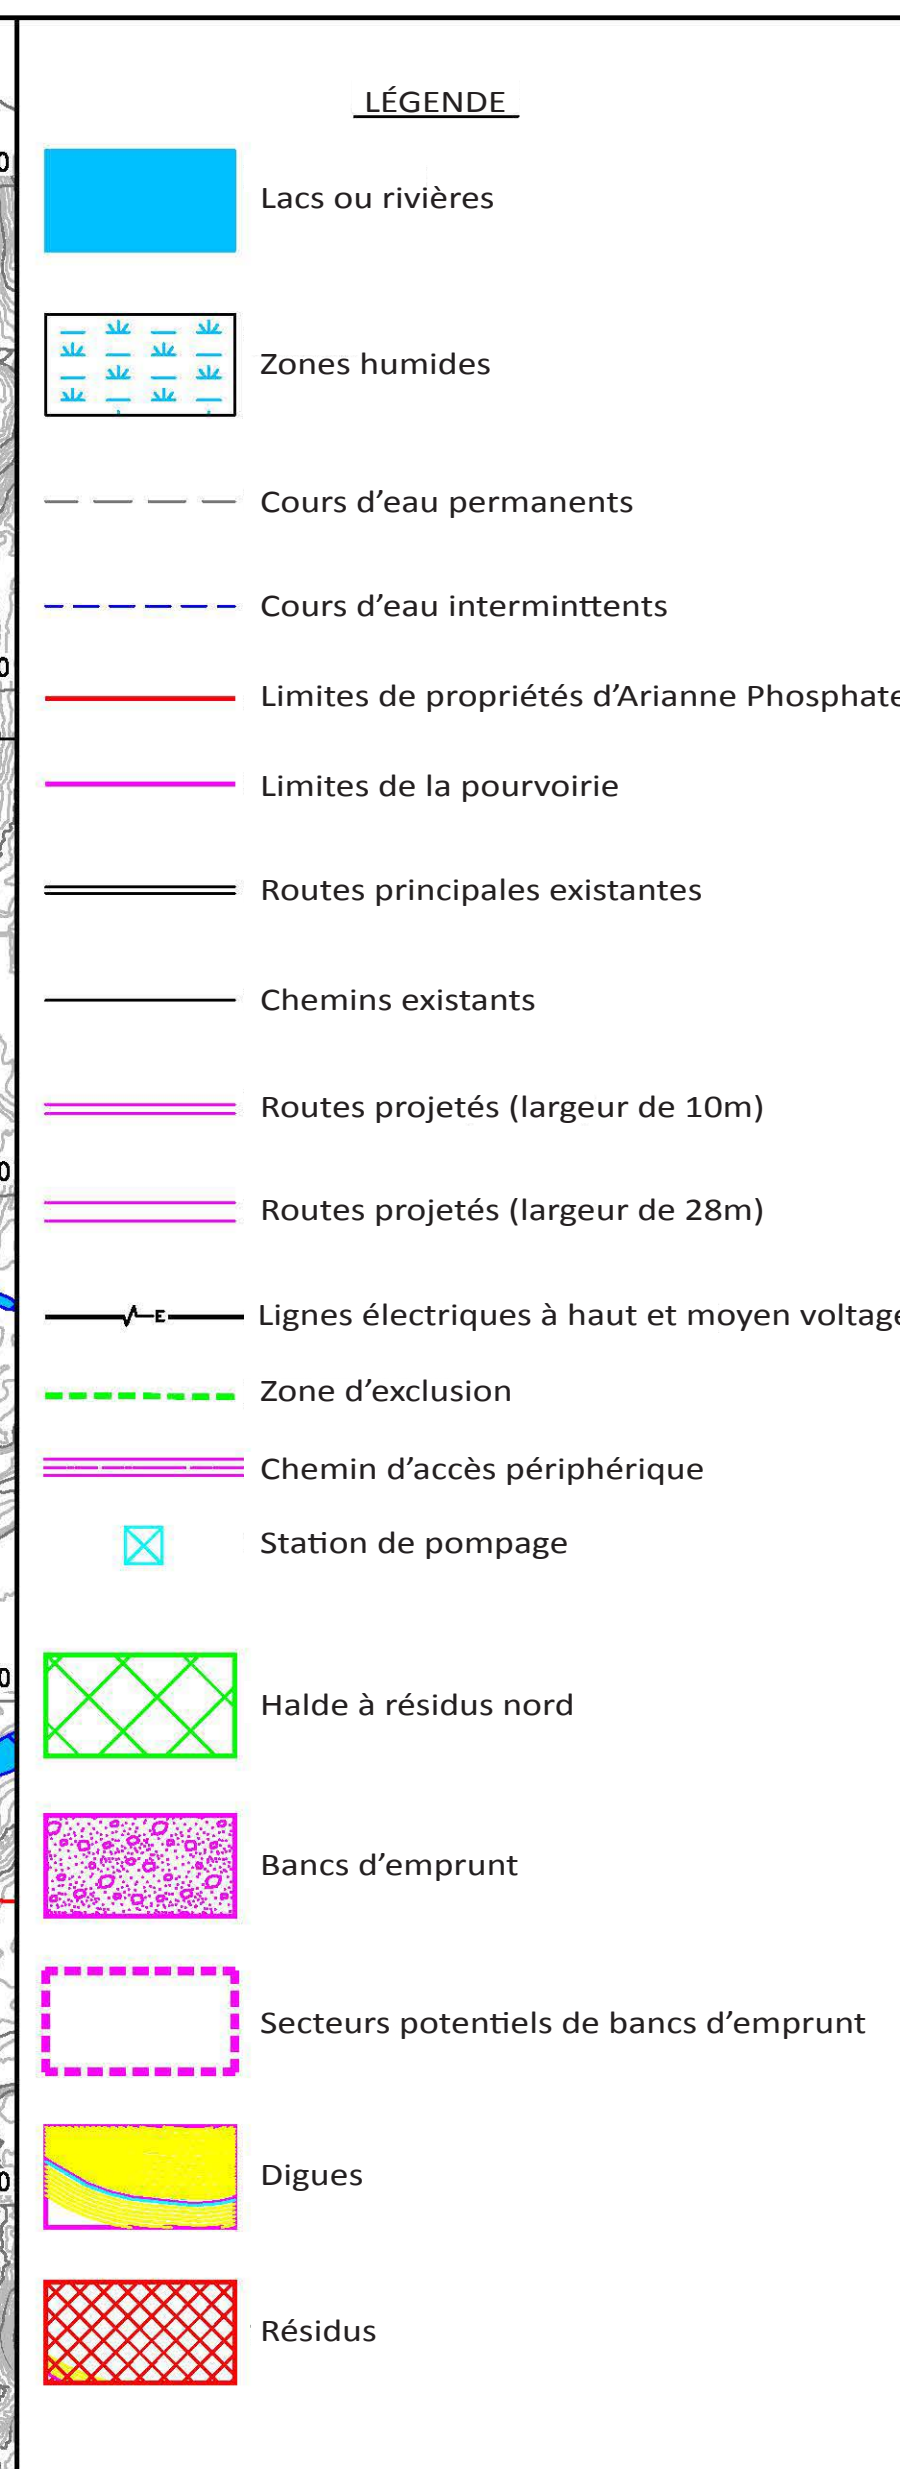 LÉGENDE
Lacs ou rivières
Zones humides
Cours d’eau permanents
Cours d’eau interminttents
Limites de propriétés d’Arianne Phosphate
Limites de la pourvoirie
Routes principales existantes
Chemins existants
Routes projetés (largeur de 10m)
Routes projetés (largeur de 28m)
E
Lignes électriques à haut et moyen voltage
Zone d’exclusion
Chemin d’accès périphérique
Station de pompage
Halde à résidus nord
Bancs d’emprunt
Secteurs potentiels de bancs d’emprunt
Digues
Résidus